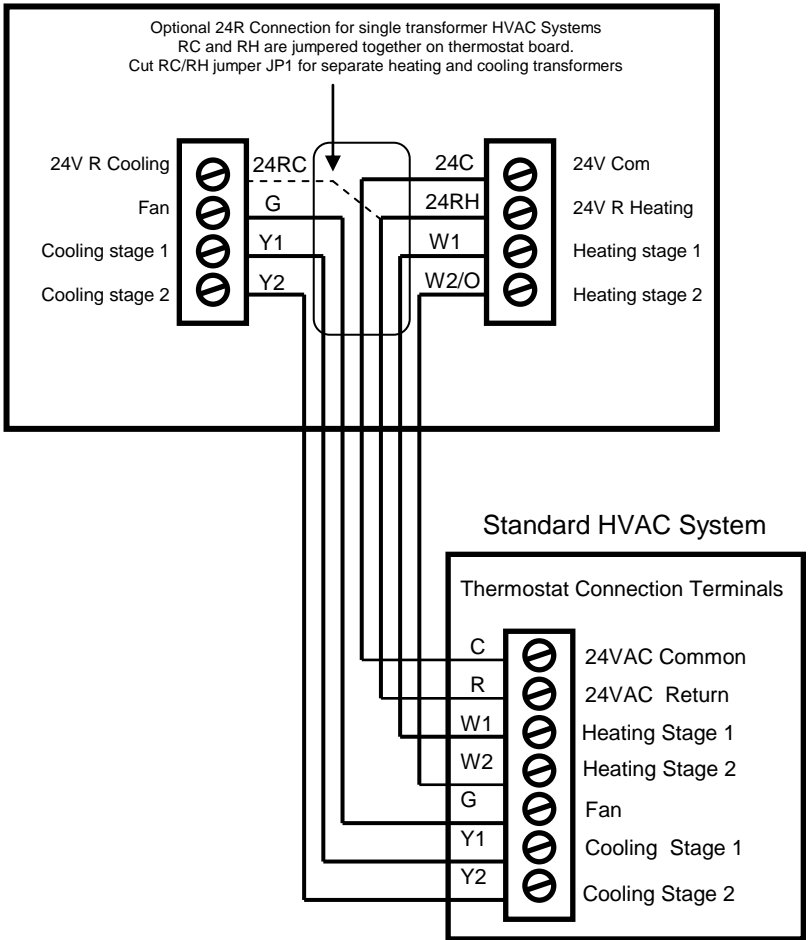 Optional 24R Connection for single transformer HVAC Systems
RC and RH are jumpered together on thermostat board.
Cut RC/RH jumper JP1 for separate heating and cooling transformers
24V R Cooling
Fan
Cooling stage 1
Cooling stage 2
24RC
G
Y1
Y2
24C
24RH
W1
W2/O
24V Com
24V R Heating
Heating stage 1
Heating stage 2
Standard HVAC System
Thermostat Connection Terminals
C
R
W1
W2
G
Y1
Y2
24VAC Common
24VAC Return
Heating Stage 1
Heating Stage 2
Fan
Cooling Stage 1
Cooling Stage 2